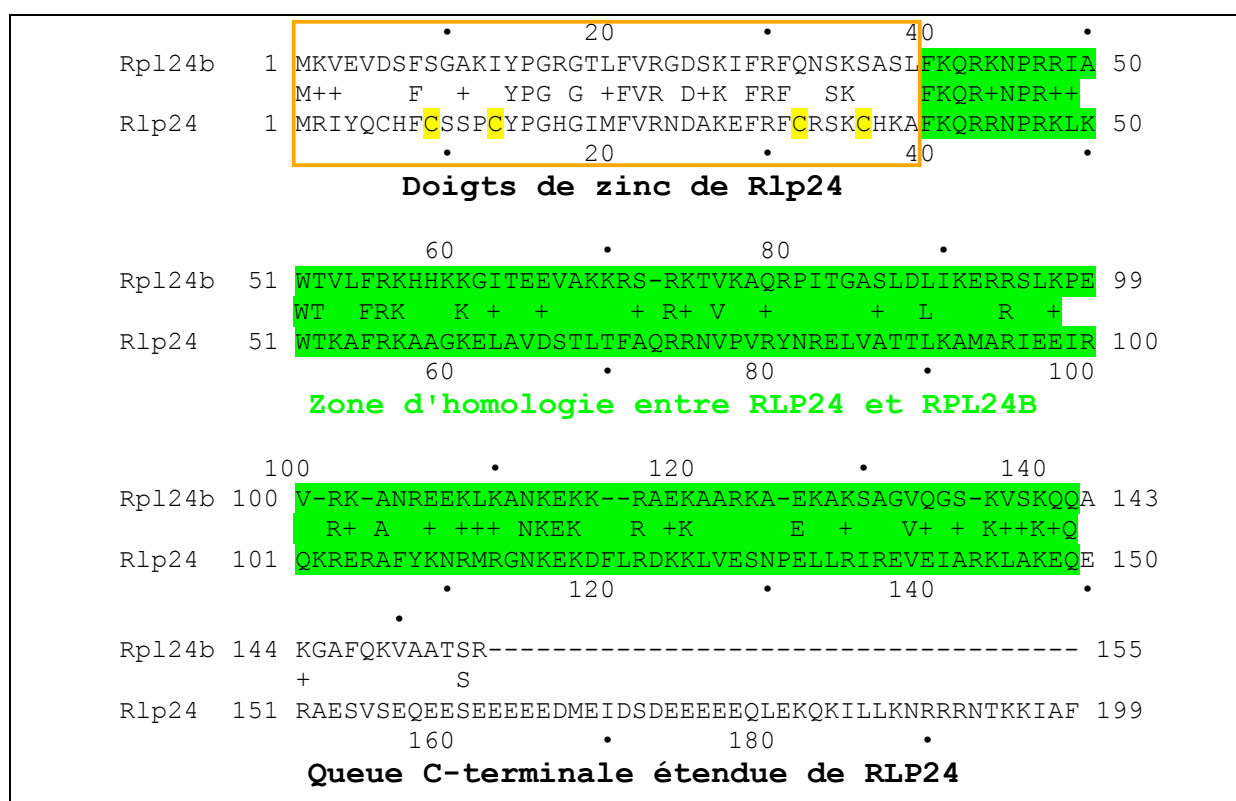 • 20 • 40 •
Rpl24b 1 MKVEVDSFSGAKIYPGRGTLFVRGDSKIFRFQNSKSASLFKQRKNPRRIA 50
M++ F + YPG G +FVR D+K FRF SK FKQR+NPR++
Rlp24 1 MRIYQCHFCSSPCYPGHGIMFVRNDAKEFRFCRSKCHKAFKQRRNPRKLK 50
• 20 • 40 •
Doigts de zinc de Rlp24
60 • 80 •
Rpl24b 51 WTVLFRKHHKKGITEEVAKKRS-RKTVKAQRPITGASLDLIKERRSLKPE 99
WT FRK K + + + R+ V + + L R +
Rlp24 51 WTKAFRKAAGKELAVDSTLTFAQRRNVPVRYNRELVATTLKAMARIEEIR 100
60 • 80 • 100
Zone d'homologie entre RLP24 et RPL24B
100 • 120 • 140
Rpl24b 100 V-RK-ANREEKLKANKEKK--RAEKAARKA-EKAKSAGVQGS-KVSKQQA 143
R+ A + +++ NKEK R +K E + V+ + K++K+Q
Rlp24 101 QKRERAFYKNRMRGNKEKDFLRDKKLVESNPELLRIREVEIARKLAKEQE 150
• 120 • 140 •
•
Rpl24b 144 KGAFQKVAATSR------------------------------------- 155
+ S
Rlp24 151 RAESVSEQEESEEEEEDMEIDSDEEEEEQLEKQKILLKNRRRNTKKIAF 199
160 • 180 •
Queue C-terminale étendue de RLP24